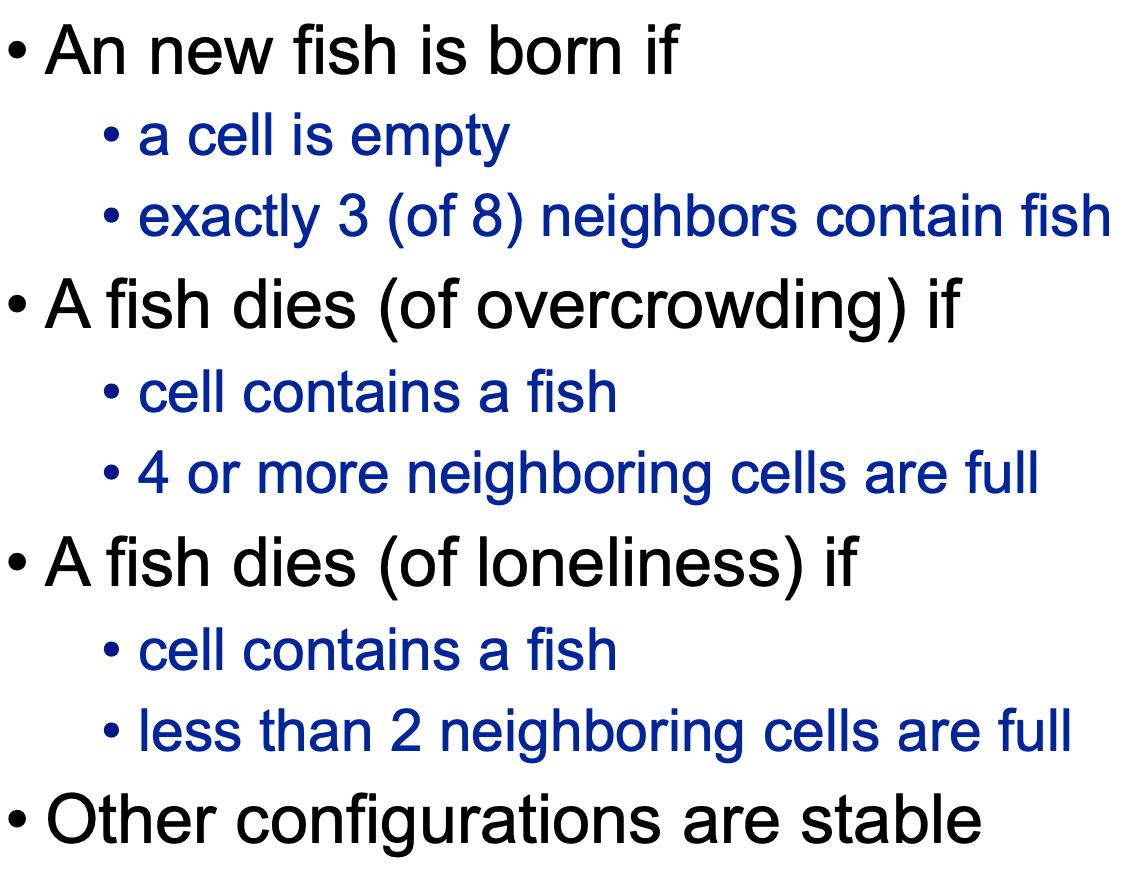 • An new fish is born if
• a cell is empty
• exactly 3 (of 8) neighbors contain fish
• A fish dies (of overcrowding) if
• cell contains a fish
• 4 or more neighboring cells are full
• A fish dies (of loneliness) if
• cell contains a fish
• less than 2 neighboring cells are full
• Other configurations are stable